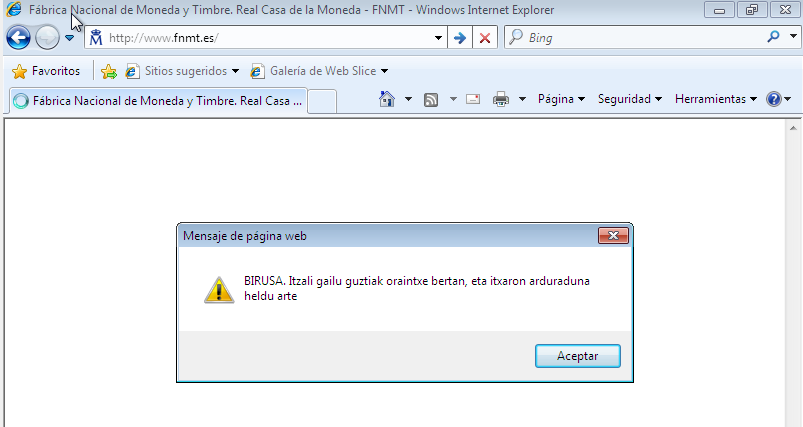 Fábrica Nacional de Moneda y Timbre. Real Casa de la Moneda - FNMT - Windows Internet Explorer
http://www.fnmt.es/
Bing
Favoritos
Sitios sugeridos
Galería de Web Slice
Fábrica Nacional de Moneda y Timbre. Real Casa ...
Página
Seguridad
Herramientas
Mensaje de página web
BIRUSA. Itzali gailu guztiak oraintxe bertan, eta itxaron arduraduna
heldu arte
Aceptar